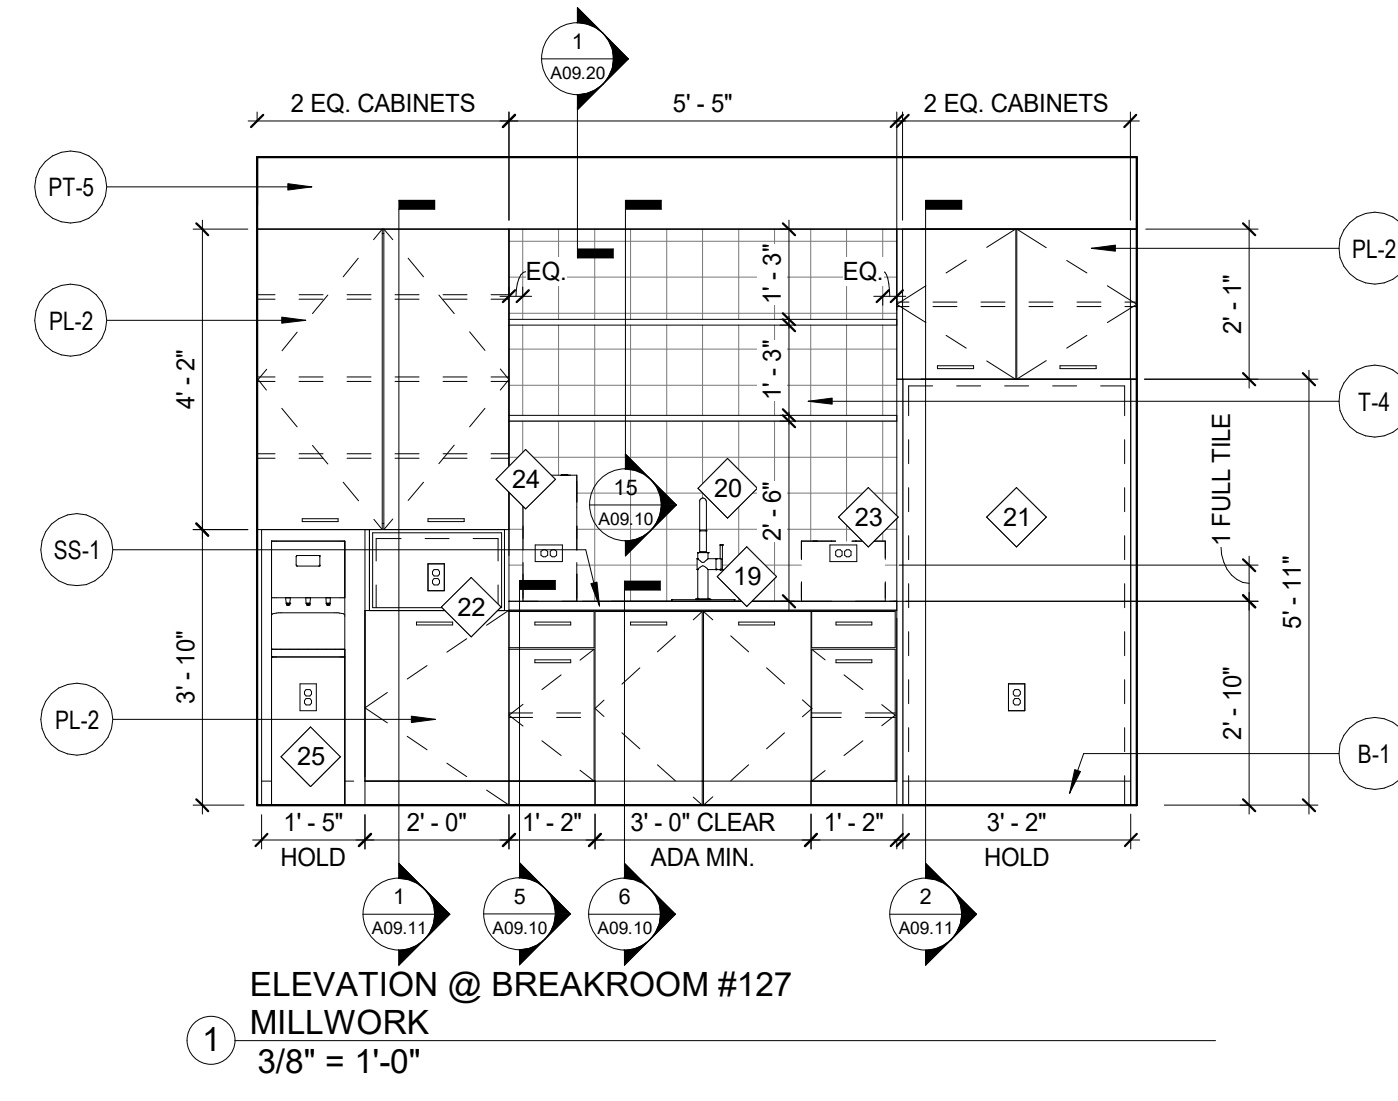 1
A09.20
2 EQ. CABINETS
5' - 5"
2 EQ. CABINETS
PT-5
PL-2
PL-2
EQ.
EQ.
1' - 3"
2' - 1"
4' - 2"
1' - 3"
T-4
1 FULL TILE
24
15
A09.10
20
2' - 6"
23
21
SS-1
19
22
5' - 11"
3' - 10"
2' - 10"
PL-2
25
B-1
1' - 5"
2' - 0"
1' - 2"
3' - 0" CLEAR
1' - 2"
3' - 2"
HOLD
ADA MIN.
HOLD
1
A09.11
5
A09.10
6
A09.10
2
A09.11
ELEVATION @ BREAKROOM #127
MILLWORK
1
3/8" = 1'-0"